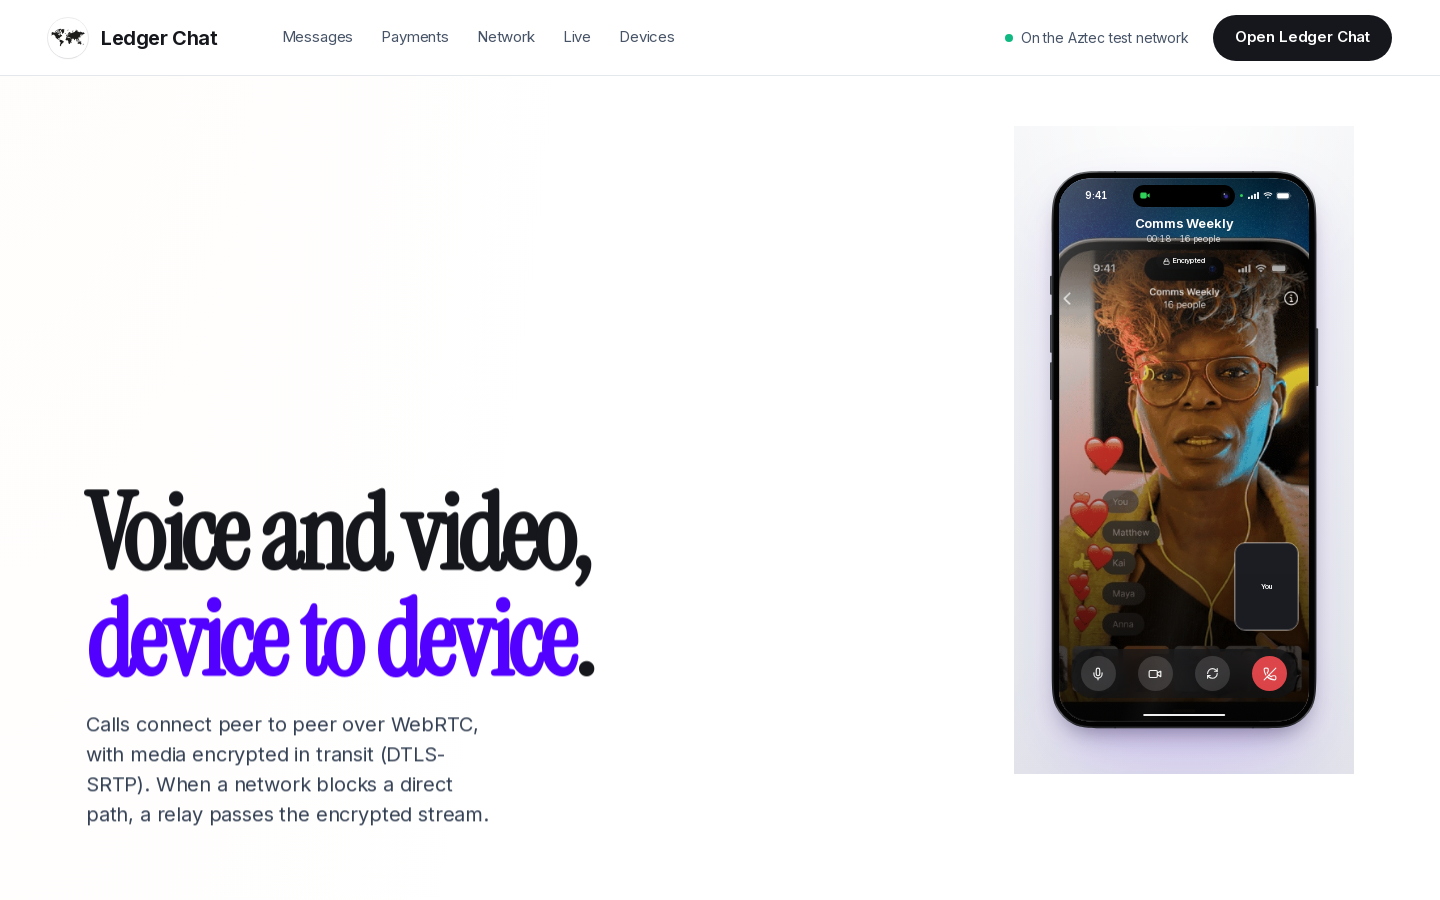 Ledger Chat
Messages
Payments
Network
Live
Devices
On the Aztec test network
Open Ledger Chat
Voice and video,
device to device.
Calls connect peer to peer over WebRTC,
with media encrypted in transit (DTLS-
SRTP). When a network blocks a direct
path, a relay passes the encrypted stream.
9:41
Comms Weekly
00:18 · 16 people
Encrypted
9:41
Comms Weekly
16 people
You
Matthew
Kai
Maya
Anna
You